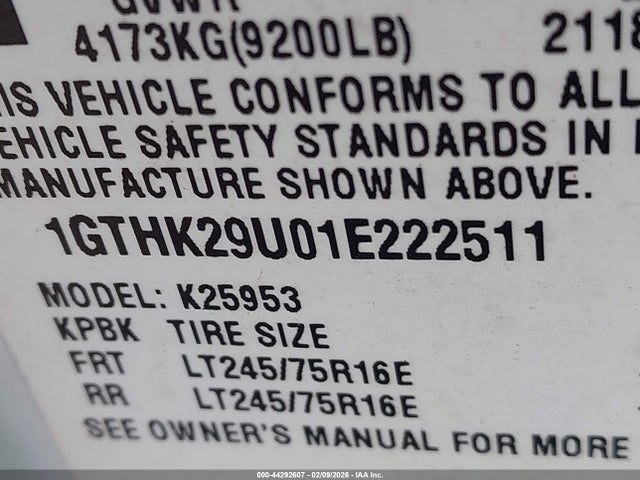 GVWR
4173KG(9200LB) 2118
IS VEHICLE CONFORMS TO ALL
EHICLE SAFETY STANDARDS IN
MANUFACTURE SHOWN ABOVE.
1GTHK29U01E222511
MODEL: K25953
KPBK TIRE SIZE
FRT LT245/75R16E
RR LT245/75R16E
SEE OWNER'S MANUAL FOR MORE
000-44292607 - 02/09/2026 - IAA Inc.